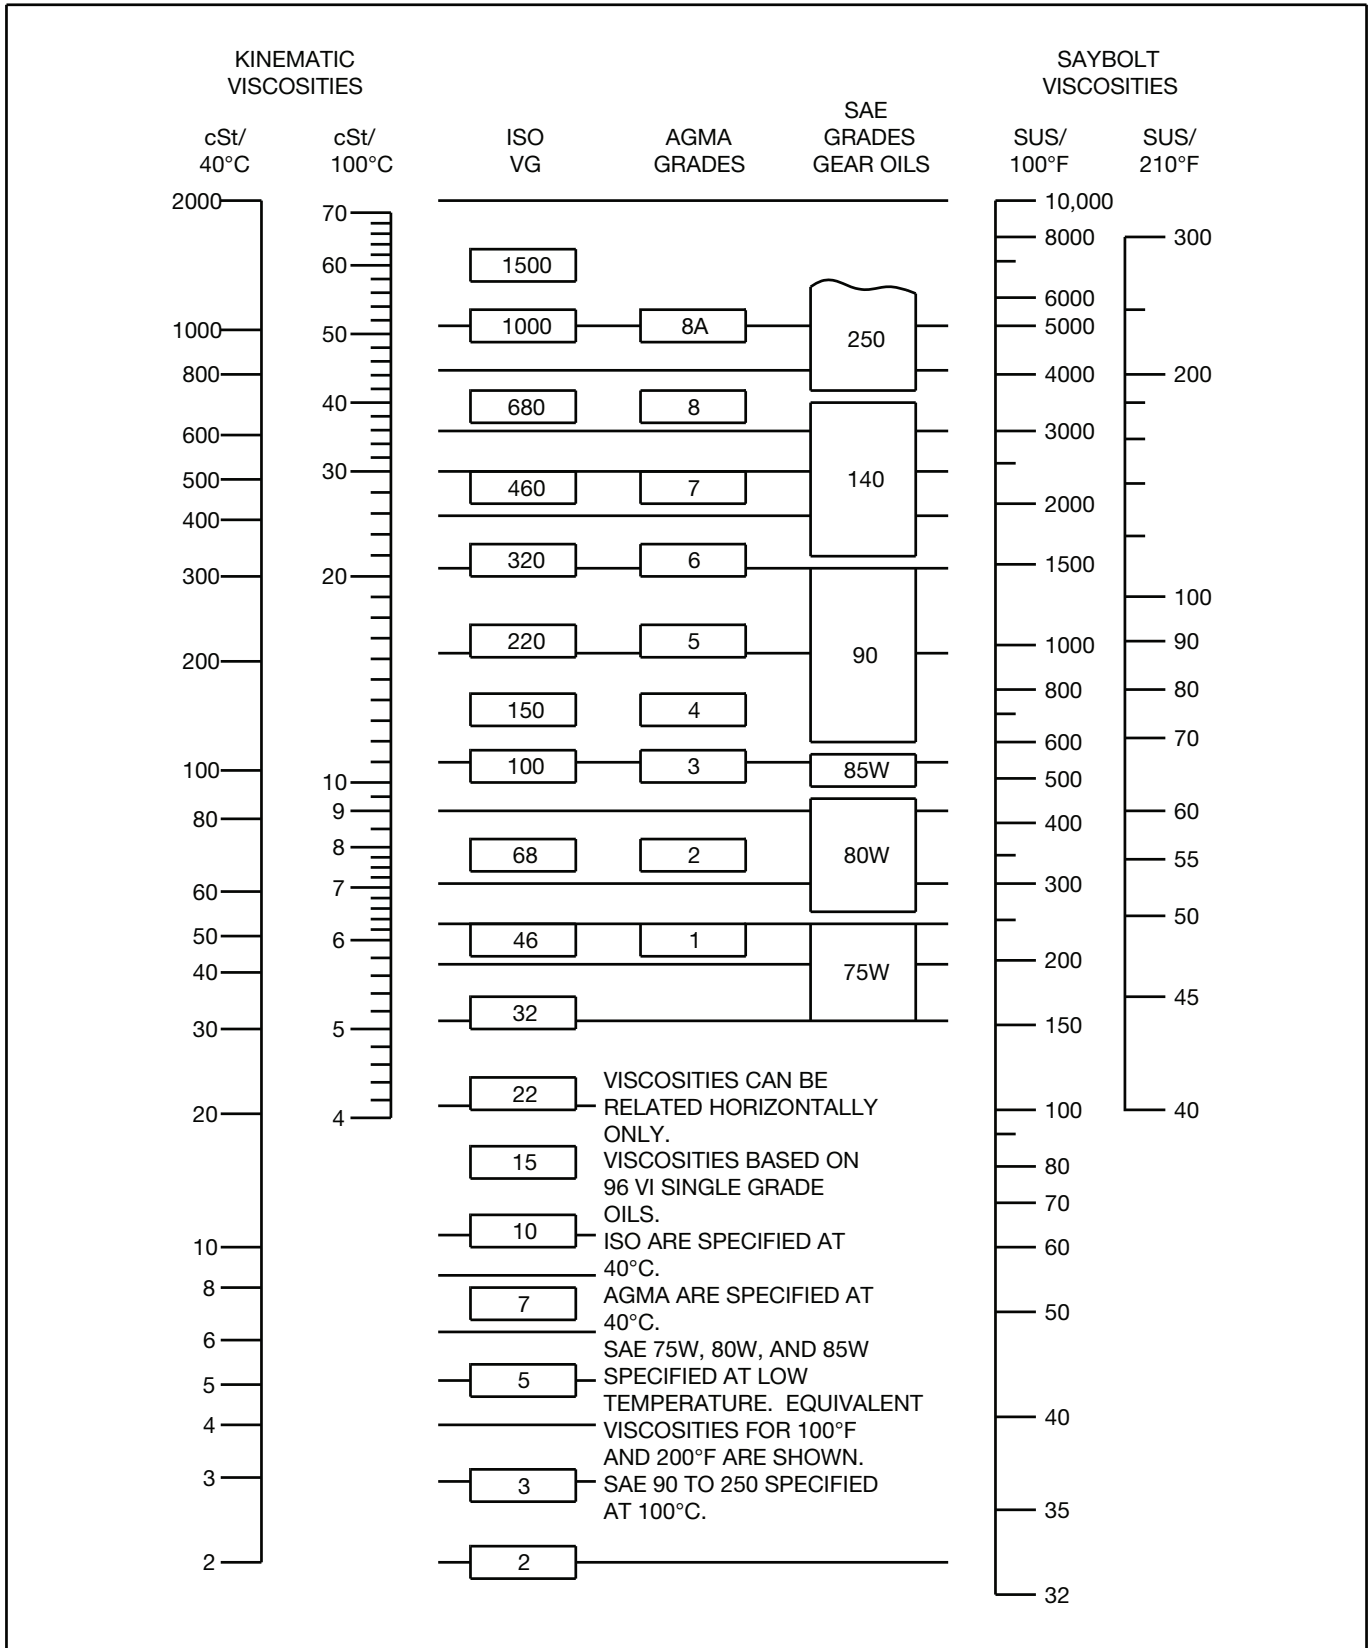 KINEMATIC
VISCOSITIES
SAYBOLT
VISCOSITIES
cSt/
40°C
cSt/
100°C
ISO
VG
AGMA
GRADES
SAE
GRADES
GEAR OILS
SUS/
100°F
SUS/
210°F
2000
1000
800
600
500
400
300
200
100
80
60
50
40
30
20
10
8
6
5
4
3
2
70
60
50
40
30
20
10
9
8
7
6
5
4
1500
1000
680
460
320
220
150
100
68
46
32
22
15
10
7
5
3
2
8A
8
7
6
5
4
3
2
1
250
140
90
85W
80W
75W
VISCOSITIES CAN BE
RELATED HORIZONTALLY
ONLY.
VISCOSITIES BASED ON
96 VI SINGLE GRADE
OILS.
ISO ARE SPECIFIED AT
40°C.
AGMA ARE SPECIFIED AT
40°C.
SAE 75W, 80W, AND 85W
SPECIFIED AT LOW
TEMPERATURE. EQUIVALENT
VISCOSITIES FOR 100°F
AND 200°F ARE SHOWN.
SAE 90 TO 250 SPECIFIED
AT 100°C.
10,000
8000
6000
5000
4000
3000
2000
1500
1000
800
600
500
400
300
200
150
100
80
70
60
50
40
35
32
300
200
100
90
80
70
60
55
50
45
40